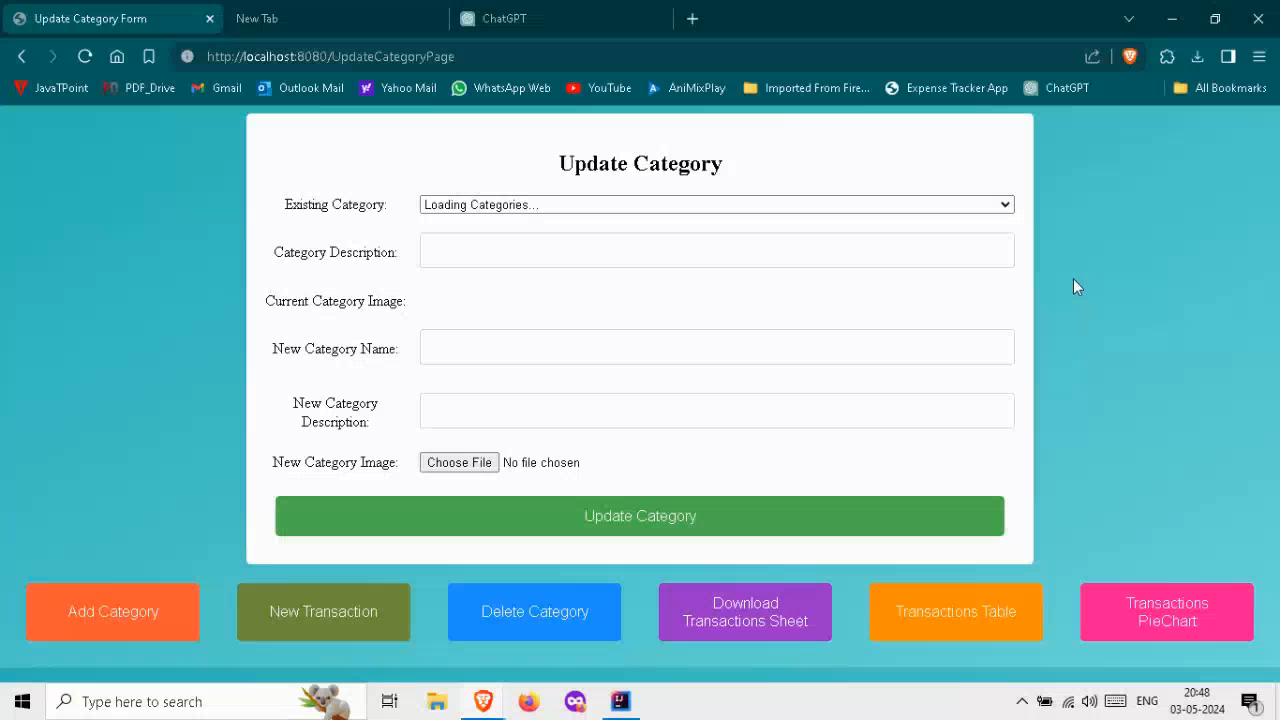 Update Category Form
New Tab
ChatGPT
http://localhost:8080/UpdateCategoryPage
JavaTPoint
PDF_Drive
Gmail
Outlook Mail
Yahoo Mail
WhatsApp Web
YouTube
AniMixPlay
Imported From Fire...
Expense Tracker App
ChatGPT
All Bookmarks
Update Category
Existing Category:
Loading Categories...
Category Description:
Current Category Image:
New Category Name:
New Category
Description:
New Category Image:
Choose File No file chosen
Update Category
Add Category
New Transaction
Delete Category
Download
Transactions Sheet
Transactions Table
Transactions
PieChart
Type here to search
ENG
20:48
03-05-2024
1